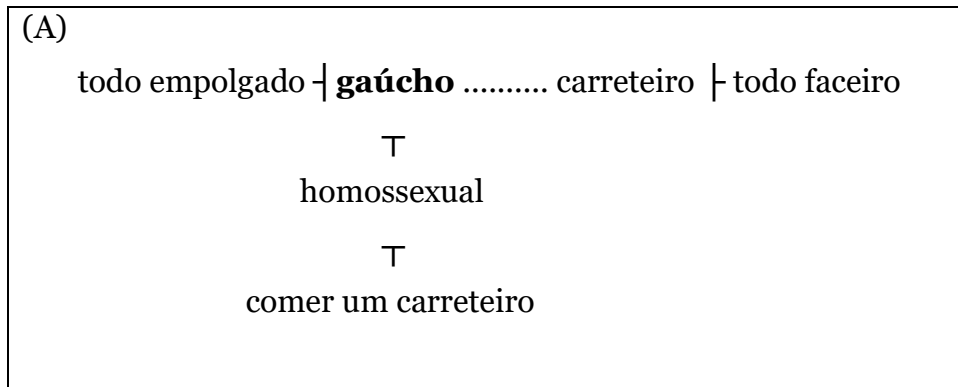 (A)
todo empolgado ┤gaúcho .......... carreteiro ├ todo faceiro
┬
homossexual
┬
comer um carreteiro